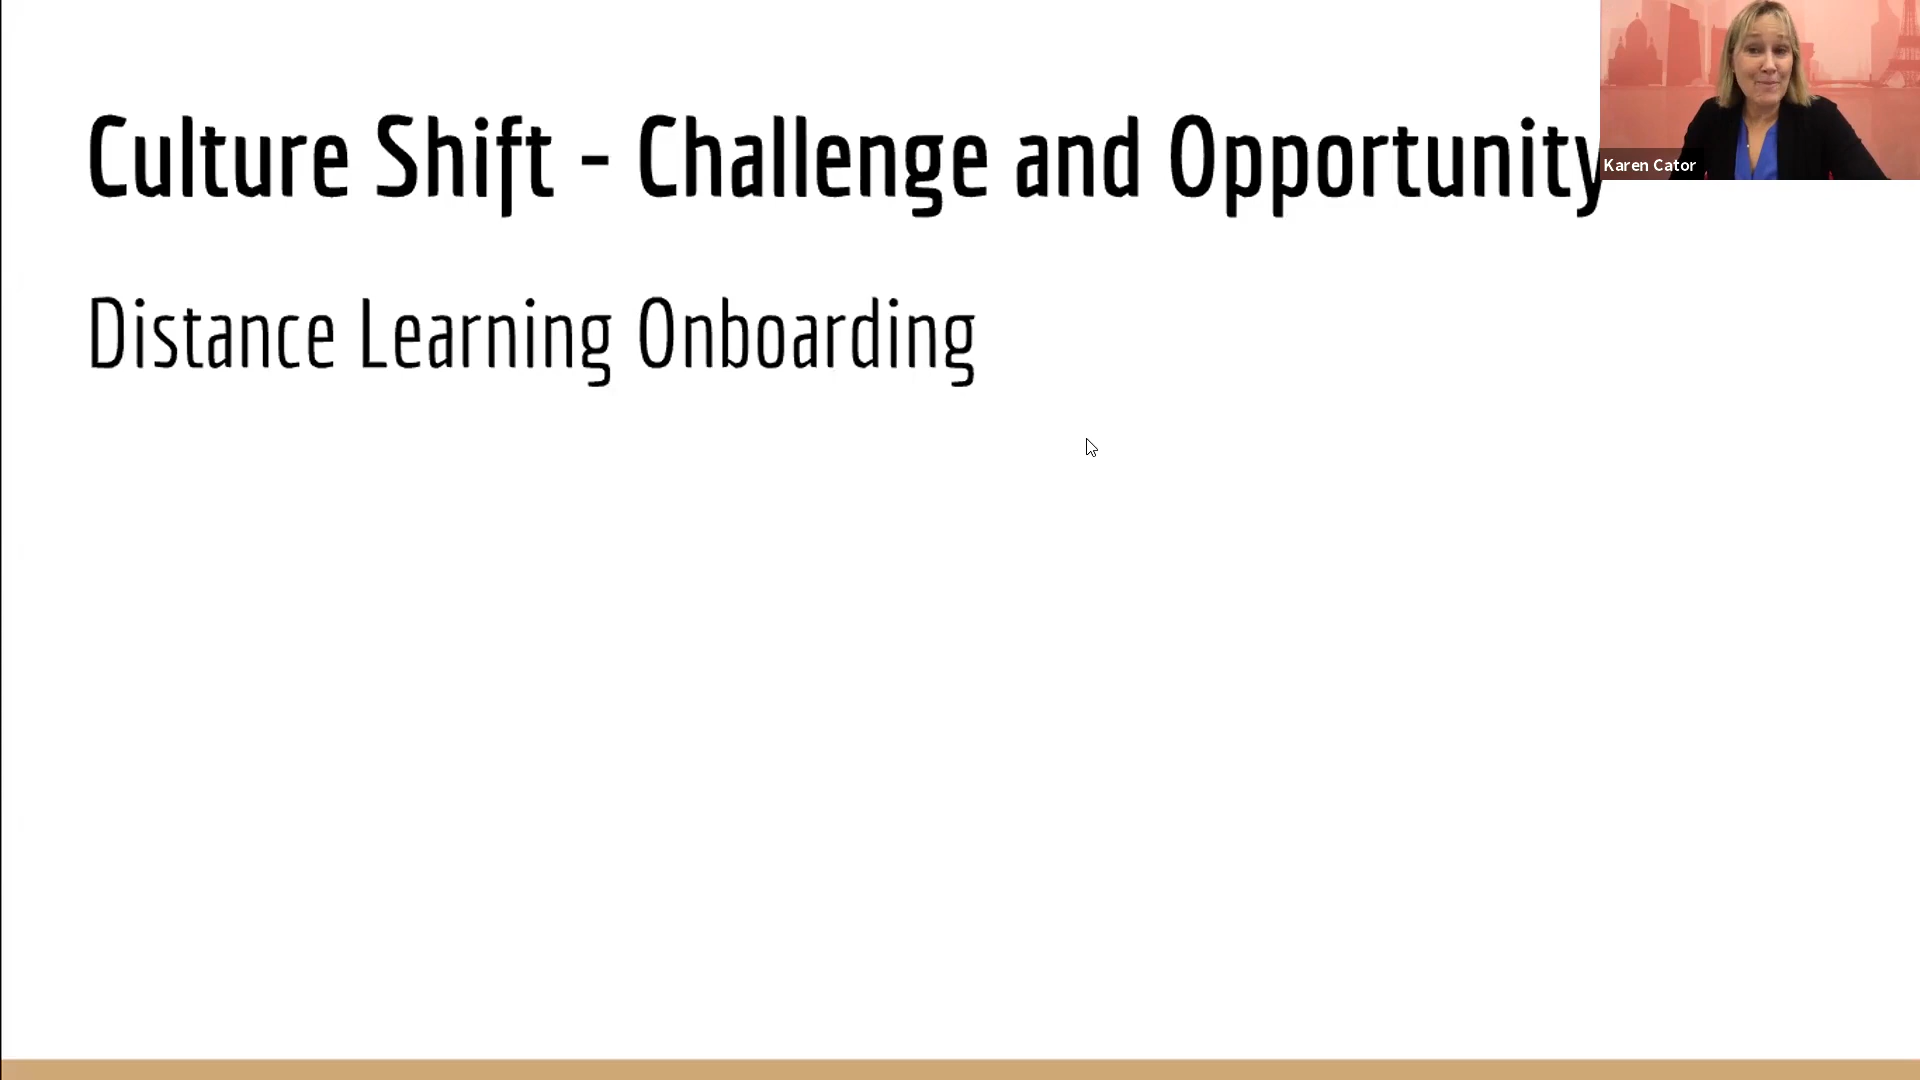 Culture Shift - Challenge and Opportunity
Karen Cator
Distance Learning Onboarding